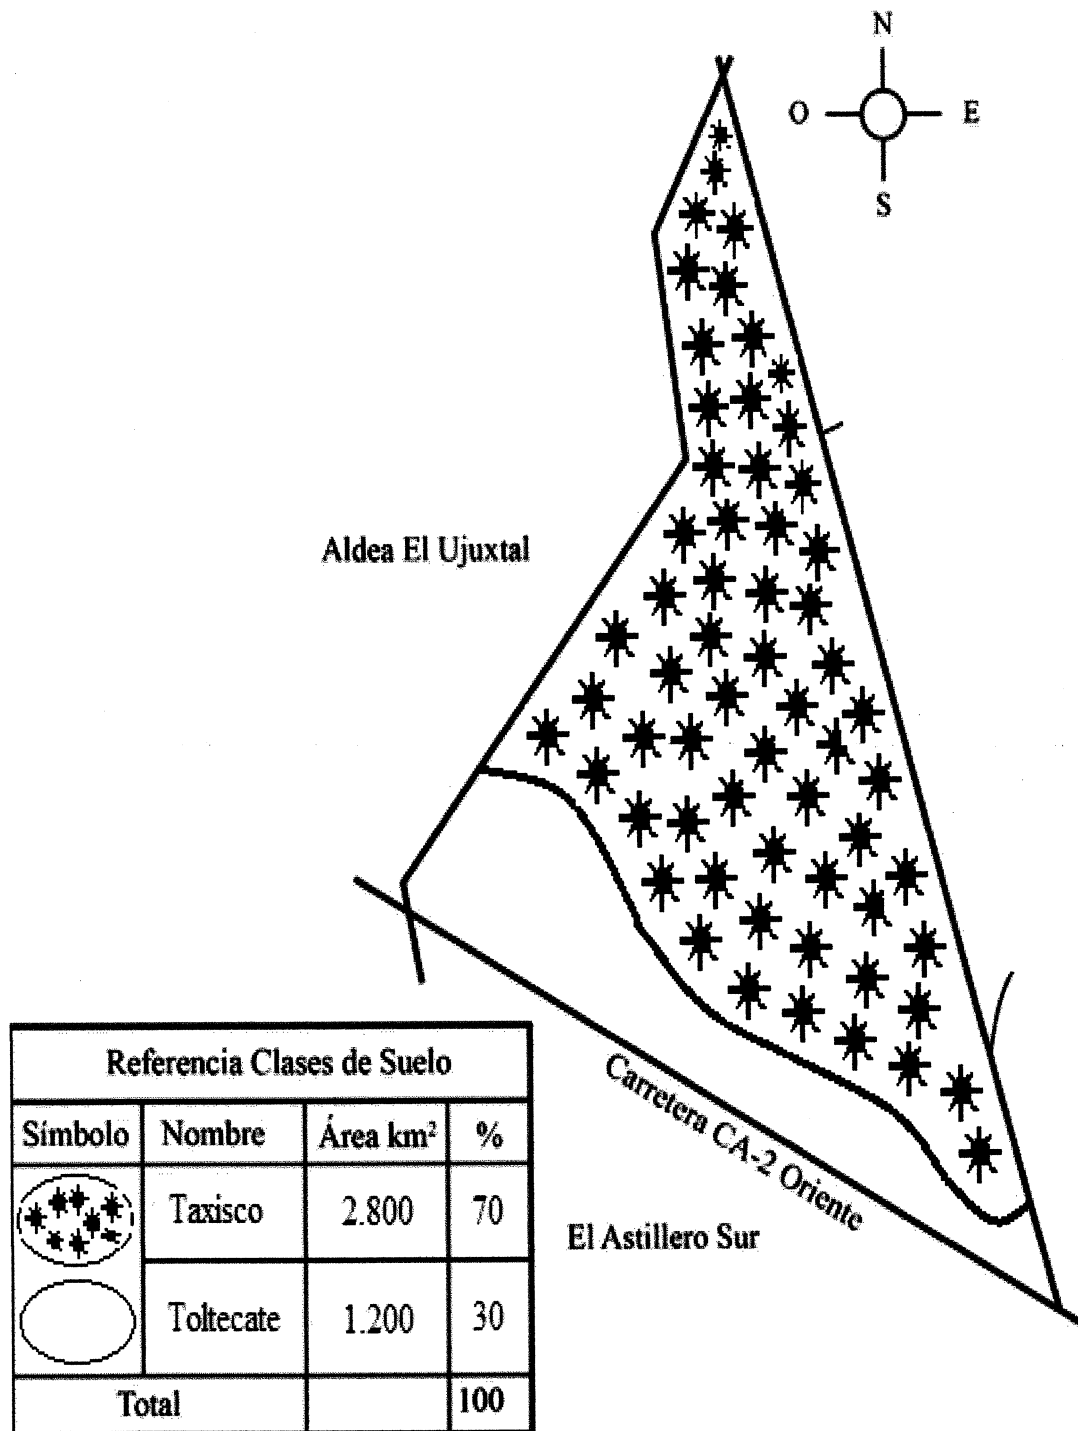 N
O E
S
Aldea El Ujuxtal
Carretera CA-2 Oriente
El Astillero Sur
Referencia Clases de Suelo
Símbolo Nombre Área km² %
Taxisco 2.800 70
Toltecate 1.200 30
Total 100